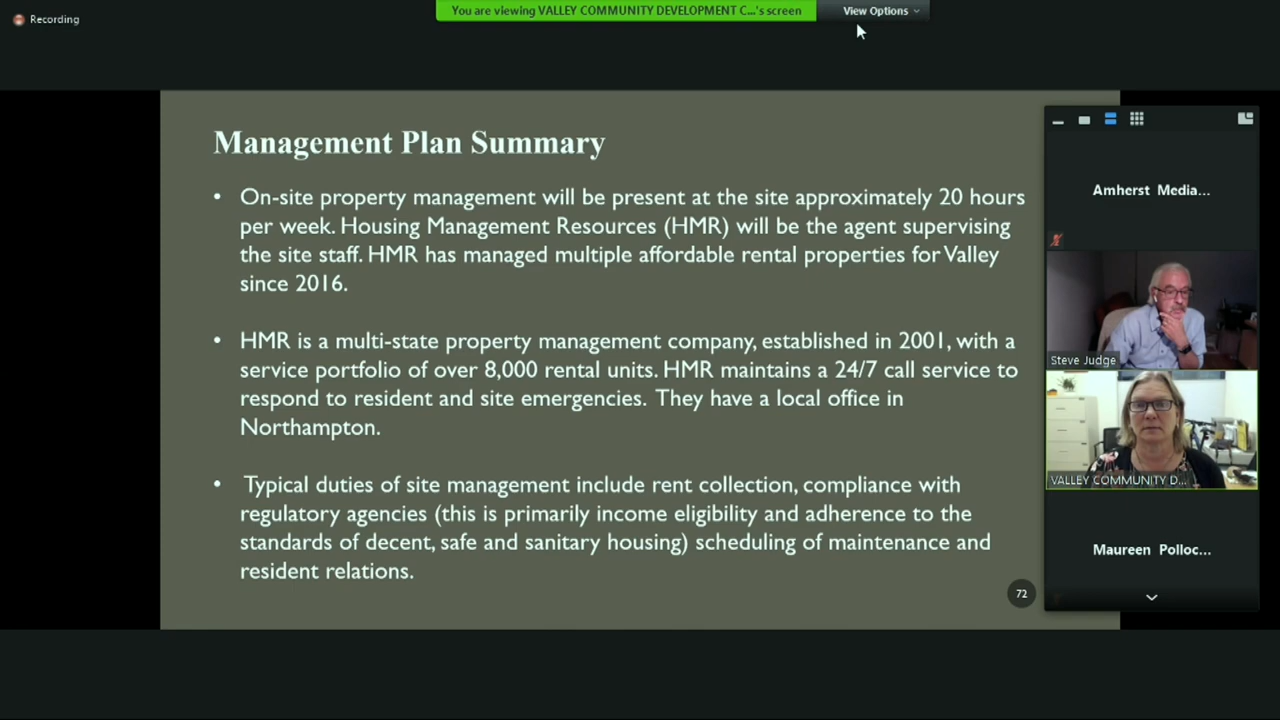 Recording
You are viewing VALLEY COMMUNITY DEVELOPMENT C...'s screen
View Options
Management Plan Summary
• On-site property management will be present at the site approximately 20 hours
per week. Housing Management Resources (HMR) will be the agent supervising
the site staff. HMR has managed multiple affordable rental properties for Valley
since 2016.
• HMR is a multi-state property management company, established in 2001, with a
service portfolio of over 8,000 rental units. HMR maintains a 24/7 call service to
respond to resident and site emergencies. They have a local office in
Northampton.
• Typical duties of site management include rent collection, compliance with
regulatory agencies (this is primarily income eligibility and adherence to the
standards of decent, safe and sanitary housing) scheduling of maintenance and
resident relations.
72
Amherst Media...
Steve Judge
VALLEY COMMUNITY D...
Maureen Polloc...